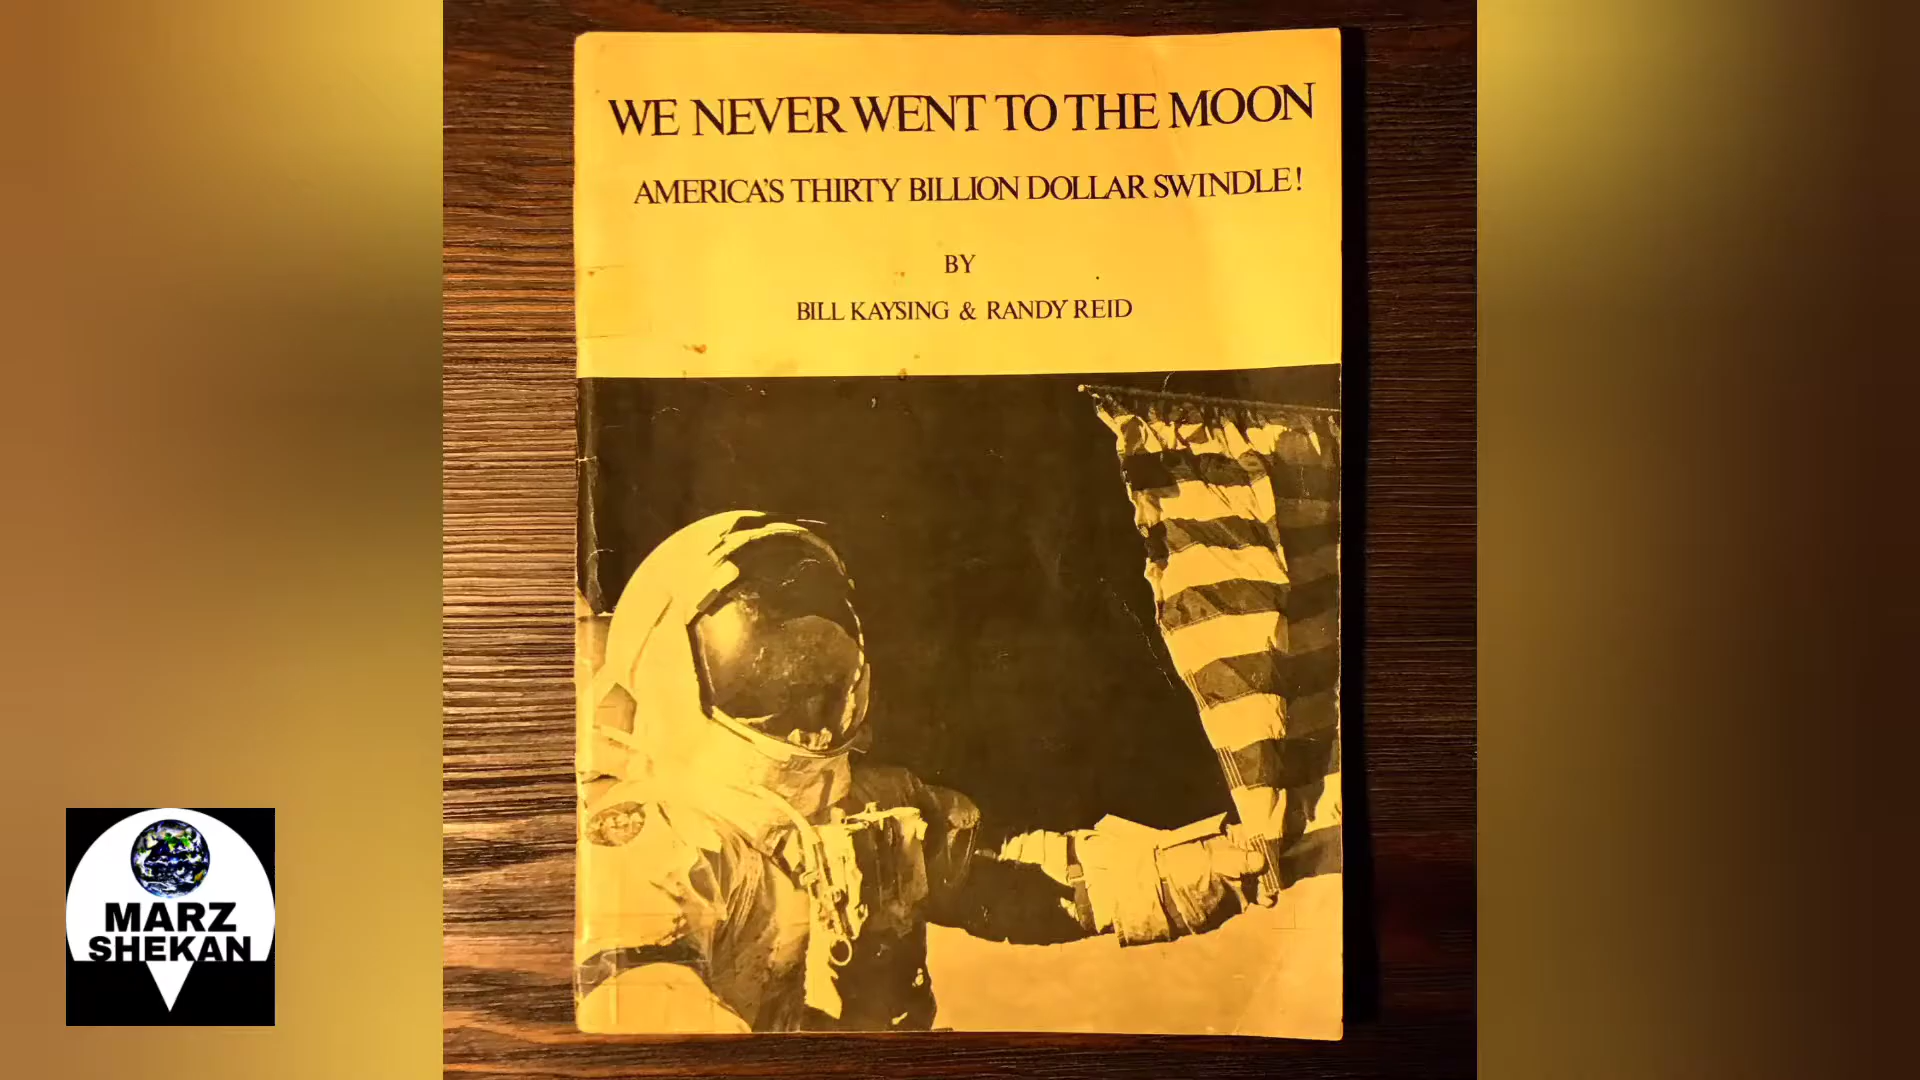 WE NEVER WENT TO THE MOON
AMERICA'S THIRTY BILLION DOLLAR SWINDLE!
BY
BILL KAYSING & RANDY REID
MARZ
SHEKAN